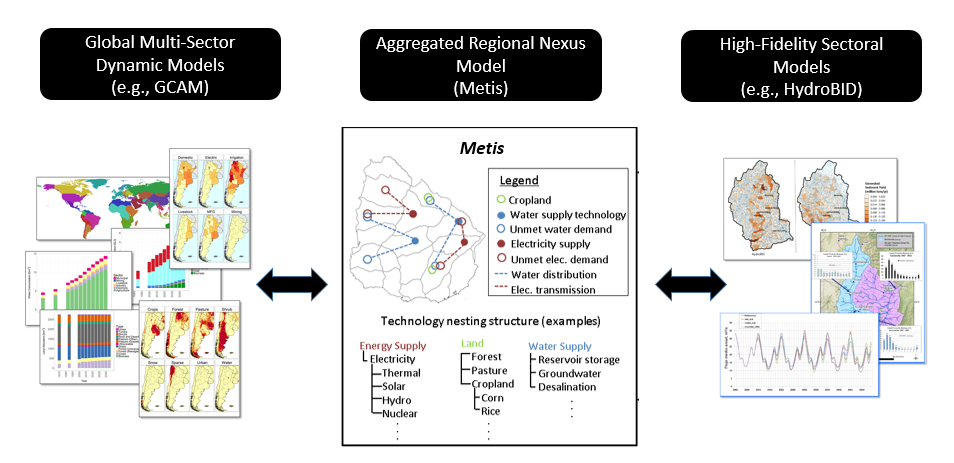 Global Multi-Sector
Dynamic Models
(e.g., GCAM)
Aggregated Regional Nexus
Model
(Metis)
High-Fidelity Sectoral
Models
(e.g., HydroBID)
Domestic
Electric
Irrigation
Livestock
MFG
Mining
Crops
Forest
Pasture
Shrub
Snow
Sparse
Urban
Water
Metis
Legend
Cropland
Water supply technology
Unmet water demand
Electricity supply
Unmet elec. demand
Water distribution
Elec. transmission
Technology nesting structure (examples)
Energy Supply
Electricity
Thermal
Solar
Hydro
Nuclear
Land
Forest
Pasture
Cropland
Corn
Rice
Water Supply
Reservoir storage
Groundwater
Desalination